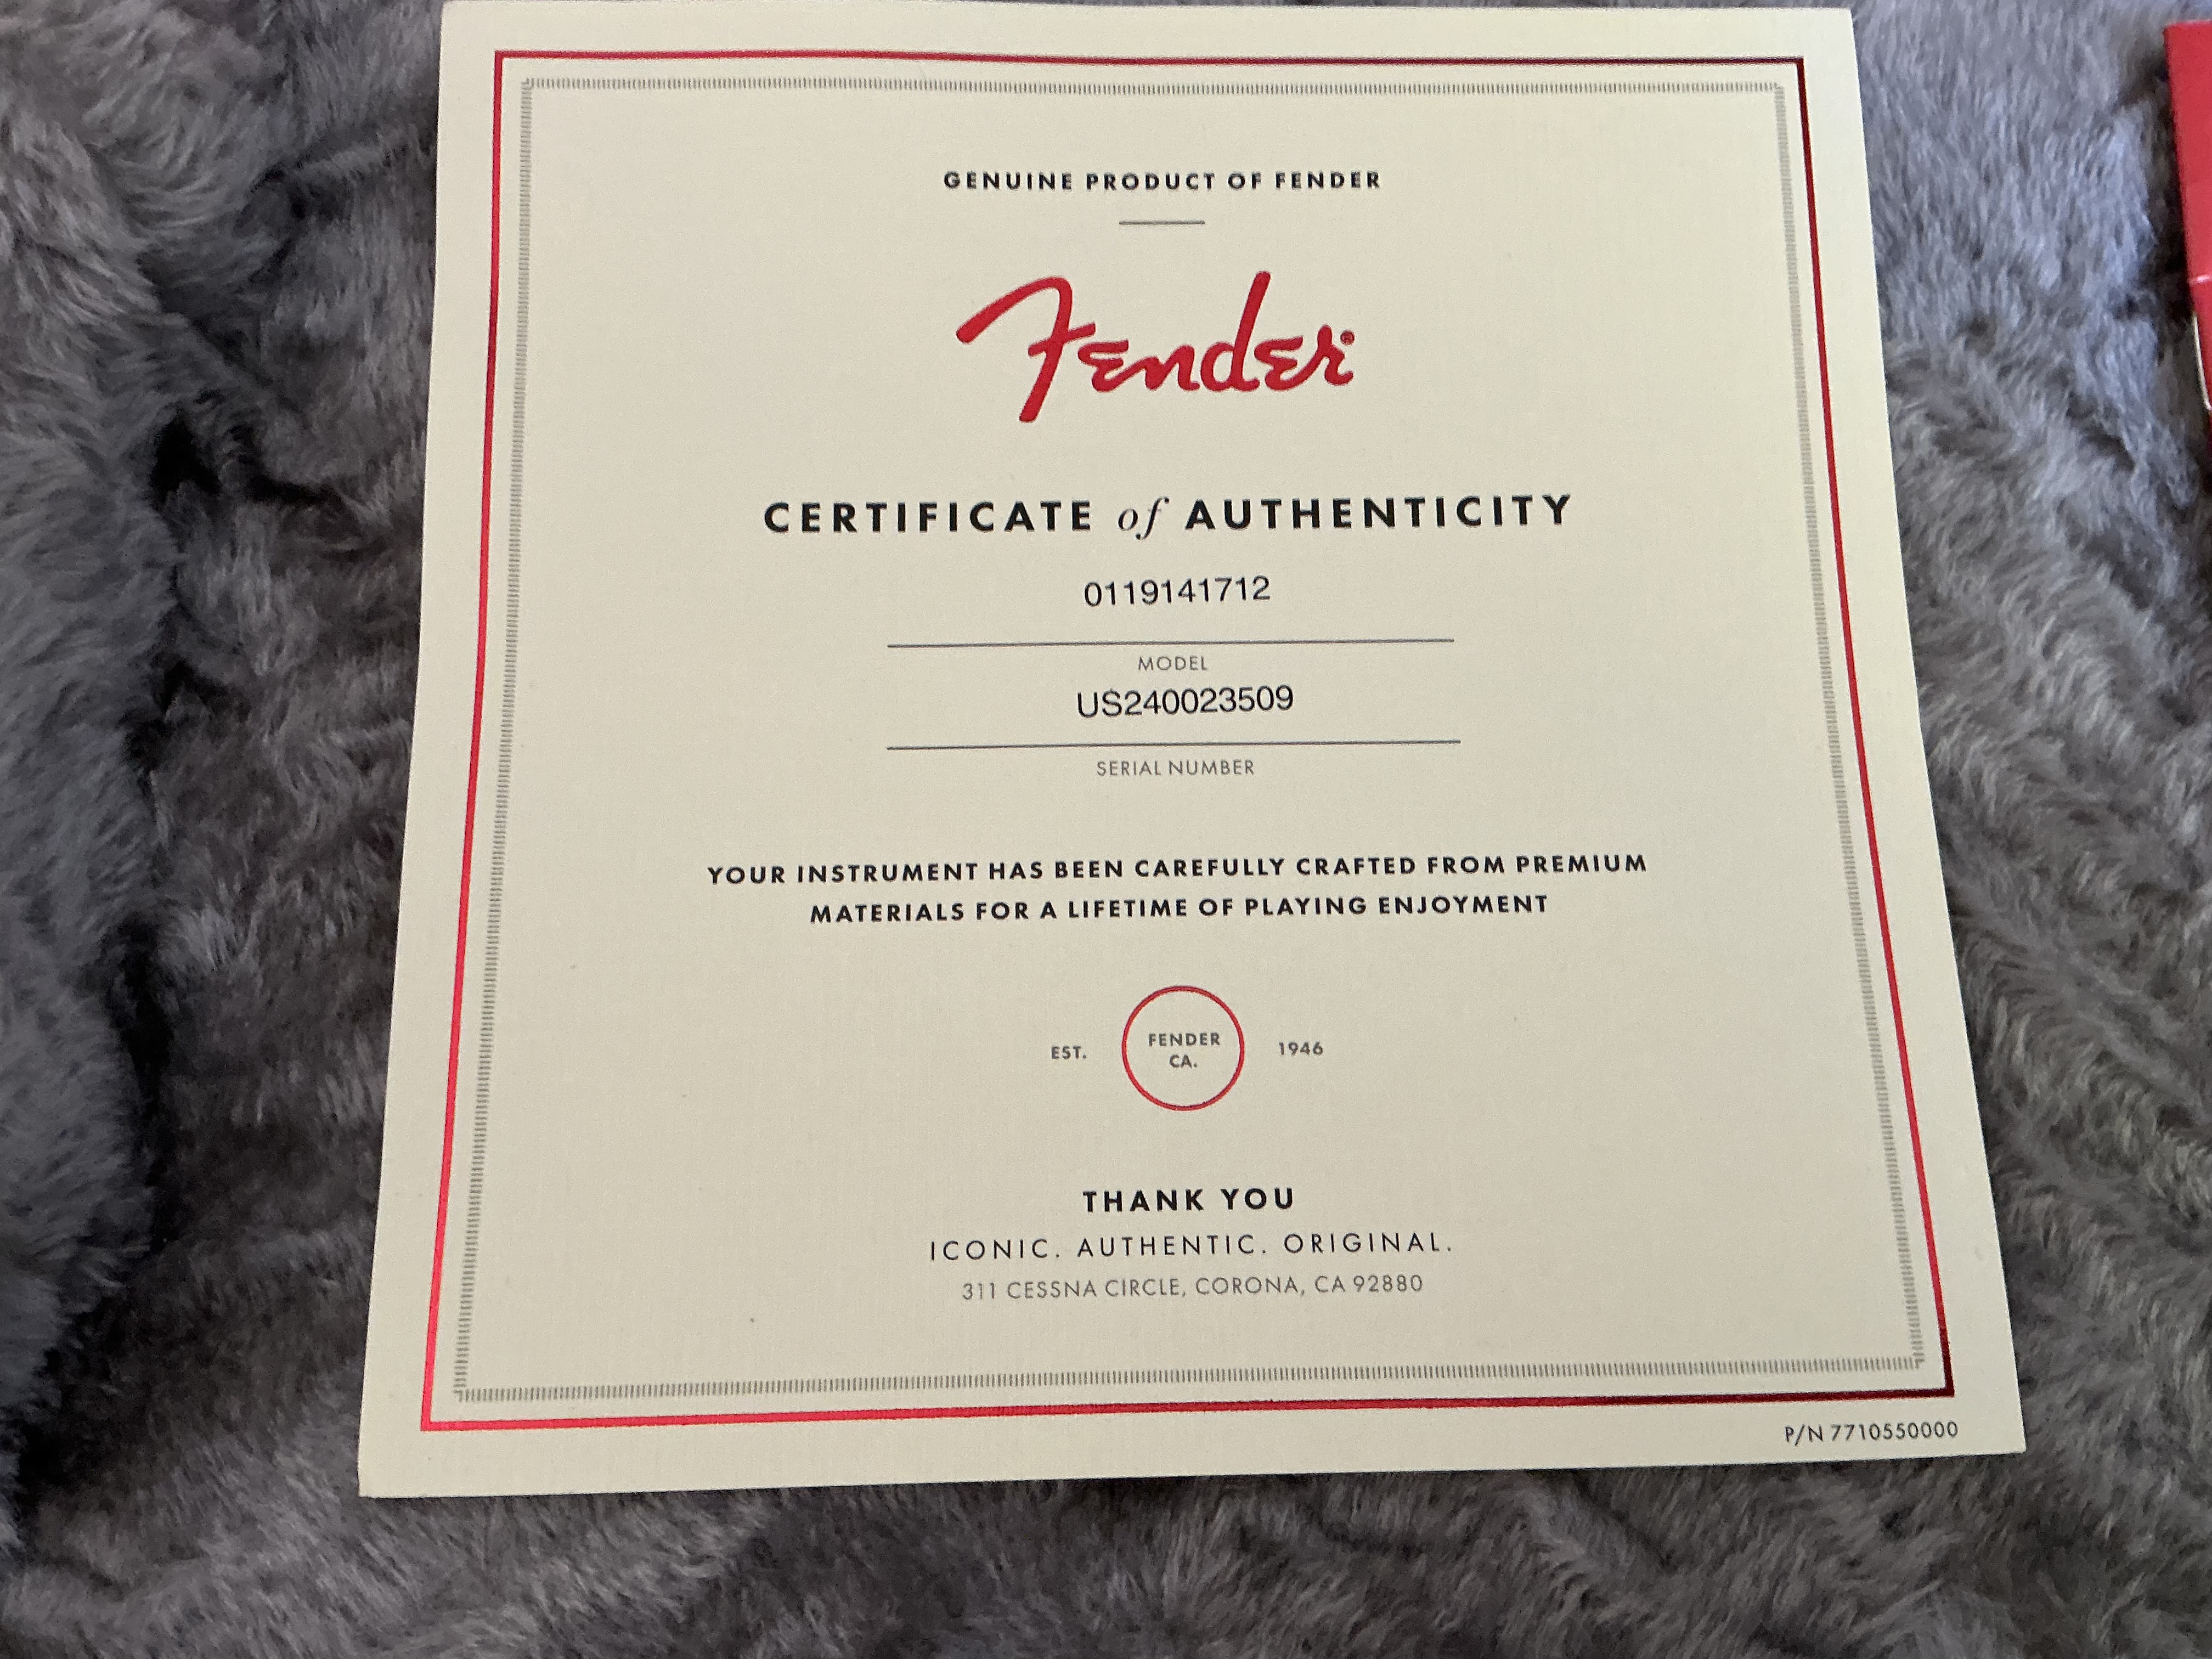 GENUINE PRODUCT OF FENDER
Fender®
CERTIFICATE of AUTHENTICITY
0119141712
MODEL
US240023509
SERIAL NUMBER
YOUR INSTRUMENT HAS BEEN CAREFULLY CRAFTED FROM PREMIUM
MATERIALS FOR A LIFETIME OF PLAYING ENJOYMENT
EST. FENDER CA. 1946
THANK YOU
ICONIC. AUTHENTIC. ORIGINAL.
311 CESSNA CIRCLE, CORONA, CA 92880
P/N 7710550000